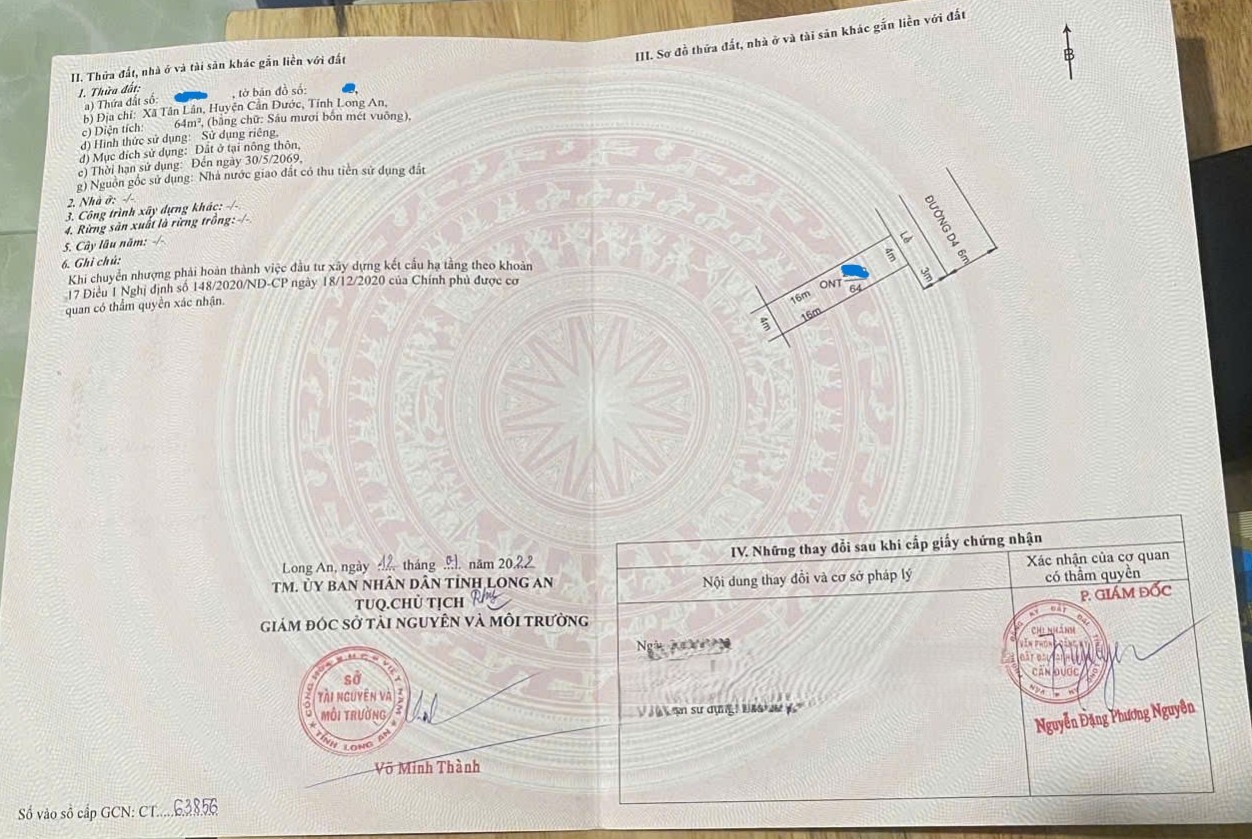 II. Thửa đất, nhà ở và tài sản khác gắn liền với đất
1. Thửa đất:
a) Thửa đất số: , tờ bản đồ số: ,
b) Địa chỉ: Xã Tân Lân, Huyện Cần Đước, Tỉnh Long An,
c) Diện tích: 64m², (bằng chữ: Sáu mươi bốn mét vuông),
d) Hình thức sử dụng: Sử dụng riêng,
đ) Mục đích sử dụng: Đất ở tại nông thôn,
e) Thời hạn sử dụng: Đến ngày 30/5/2069,
g) Nguồn gốc sử dụng: Nhà nước giao đất có thu tiền sử dụng đất
2. Nhà ở: -/-
3. Công trình xây dựng khác: -/-
4. Rừng sản xuất là rừng trồng:-/-
5. Cây lâu năm: -/-
6. Ghi chú:
Khi chuyển nhượng phải hoàn thành việc đầu tư xây dựng kết cấu hạ tầng theo khoản
17 Điều 1 Nghị định số 148/2020/NĐ-CP ngày 18/12/2020 của Chính phủ được cơ
quan có thẩm quyền xác nhận.
Long An, ngày 12 tháng 01 năm 2022
TM. ỦY BAN NHÂN DÂN TỈNH LONG AN
TUQ.CHỦ TỊCH
GIÁM ĐỐC SỞ TÀI NGUYÊN VÀ MÔI TRƯỜNG
SỞ
TÀI NGUYÊN VÀ
MÔI TRƯỜNG
TỈNH LONG AN
Võ Minh Thành
Số vào sổ cấp GCN: CT.....63856
III. Sơ đồ thửa đất, nhà ở và tài sản khác gắn liền với đất
B
ĐƯỜNG D4 6m
Lề 3m
4m
ONT 64
16m
16m
4m
IV. Những thay đổi sau khi cấp giấy chứng nhận
Nội dung thay đổi và cơ sở pháp lý
Xác nhận của cơ quan
có thẩm quyền
P. GIÁM ĐỐC
CHI NHÁNH
CẦN ĐƯỚC
sử dụng
Nguyễn Đặng Phương Nguyên